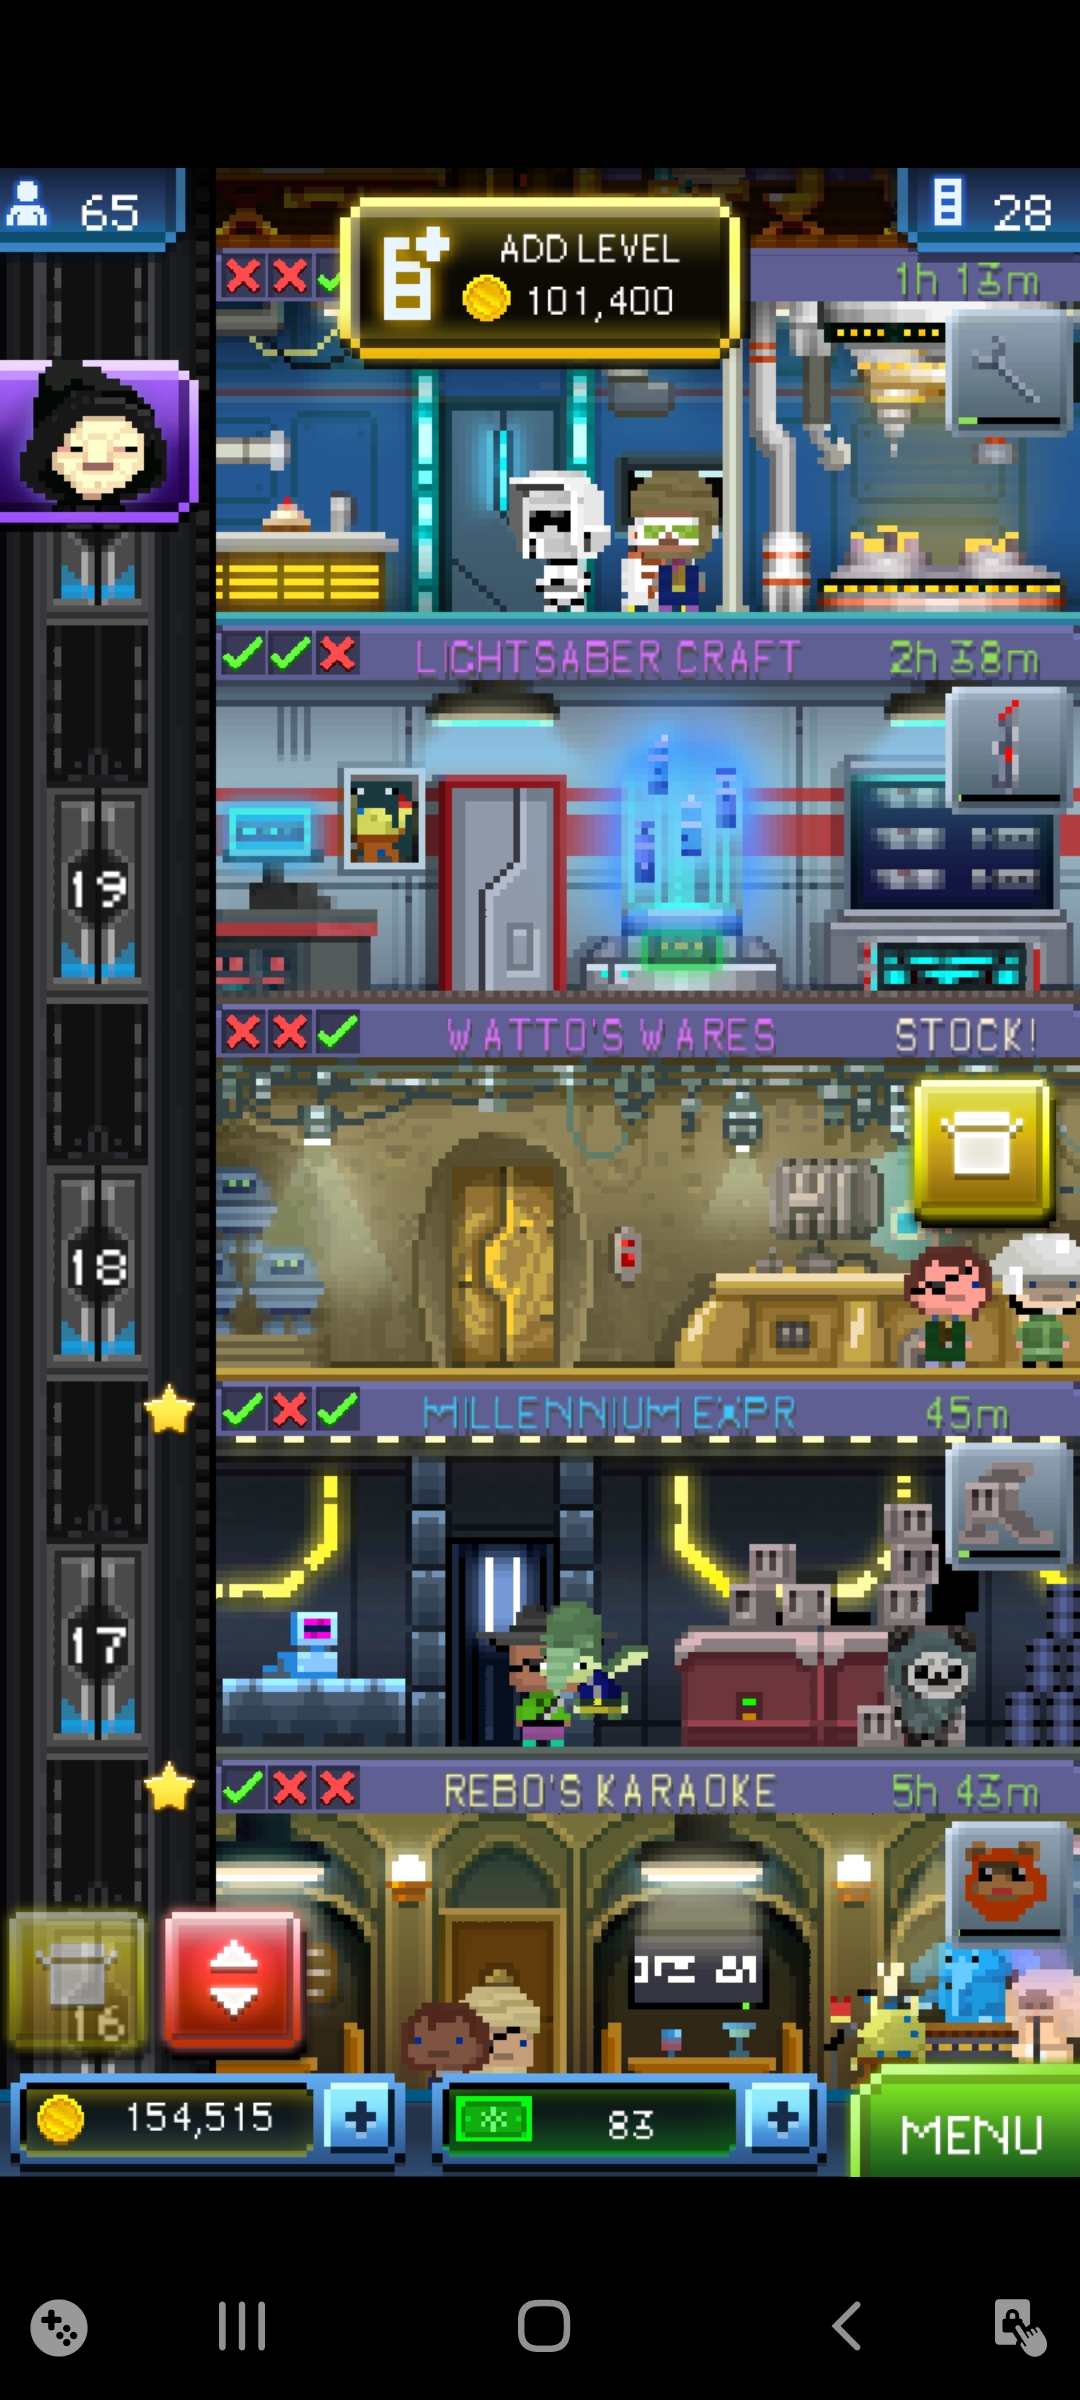 65
28
ADD LEVEL
101,400
1h 13m
LIGHTSABER CRAFT
2h 38m
19
WATTO'S WARES
STOCK!
18
MILLENNIUM EXPR
45m
17
REBO'S KARAOKE
5h 43m
16
154,515
83
MENU